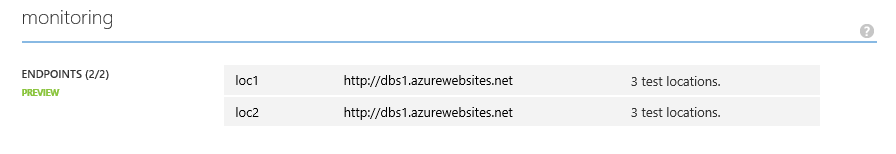 monitoring
?
ENDPOINTS (2/2)
PREVIEW
loc1 http://dbs1.azurewebsites.net 3 test locations.
loc2 http://dbs1.azurewebsites.net 3 test locations.